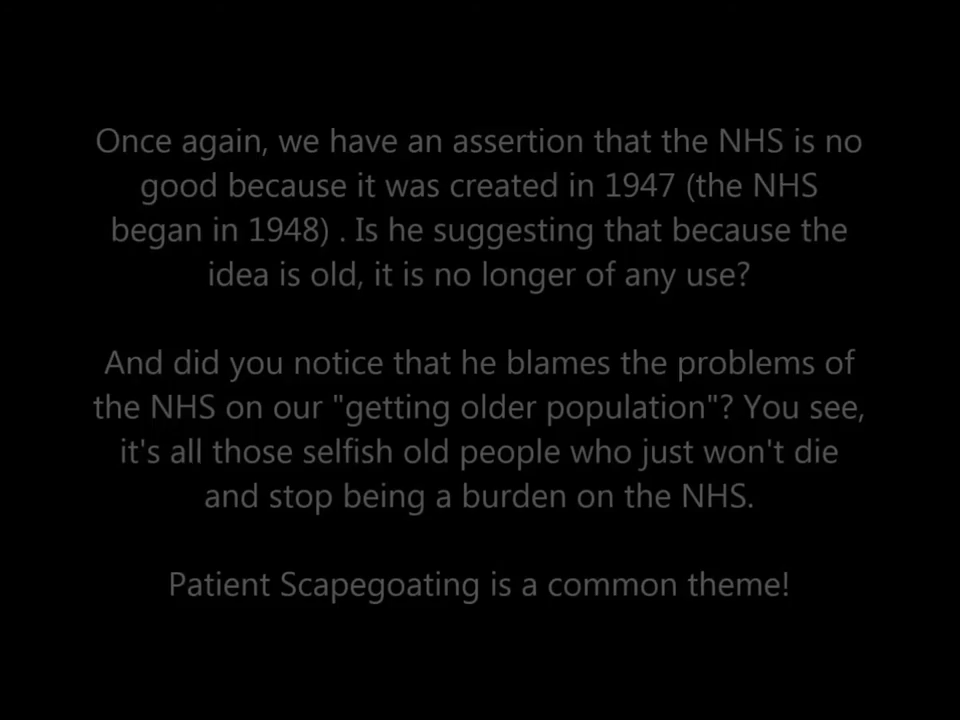 Once again, we have an assertion that the NHS is no
good because it was created in 1947 (the NHS
began in 1948) . Is he suggesting that because the
idea is old, it is no longer of any use?
And did you notice that he blames the problems of
the NHS on our "getting older population"? You see,
it's all those selfish old people who just won't die
and stop being a burden on the NHS.
Patient Scapegoating is a common theme!